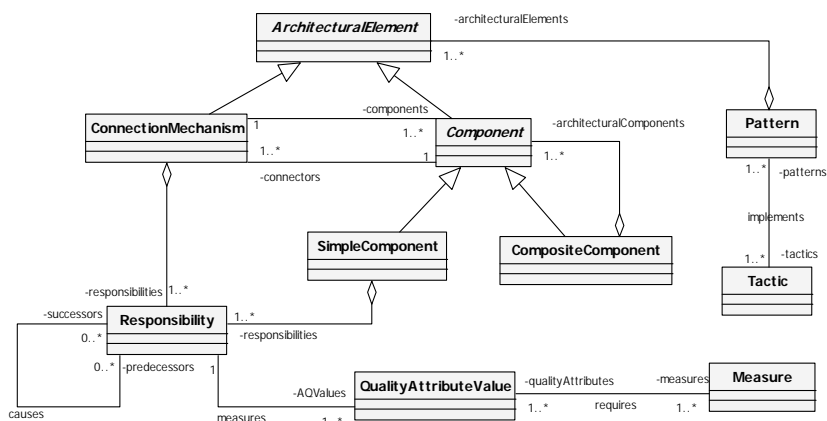 ArchitecturalElement
-architecturalElements
1..*
ConnectionMechanism
1
-components
1..*
1..*
1
-connectors
Component
-architecturalComponents
1..*
Pattern
1..*
-patterns
implements
-tactics
1..*
Tactic
SimpleComponent
CompositeComponent
-responsibilities
1..*
-successors
0..*
Responsibility
1..*
-responsibilities
0..*
-predecessors
1
causes
measures
-AQValues
1..*
QualityAttributeValue
-qualityAttributes
1..*
requires
-measures
1..*
Measure